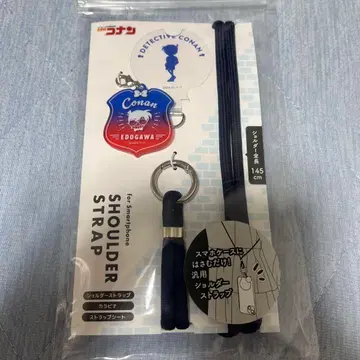 コナン
DETECTIVE CONAN
Conan
EDOGAWA
for Smartphone
SHOULDER
STRAP
ショルダーストラップ
カラビナ
ストラップシート
ショルダー全長
145
cm
スマホケースに
はさむだけ!
汎用
ショルダー
ストラップ